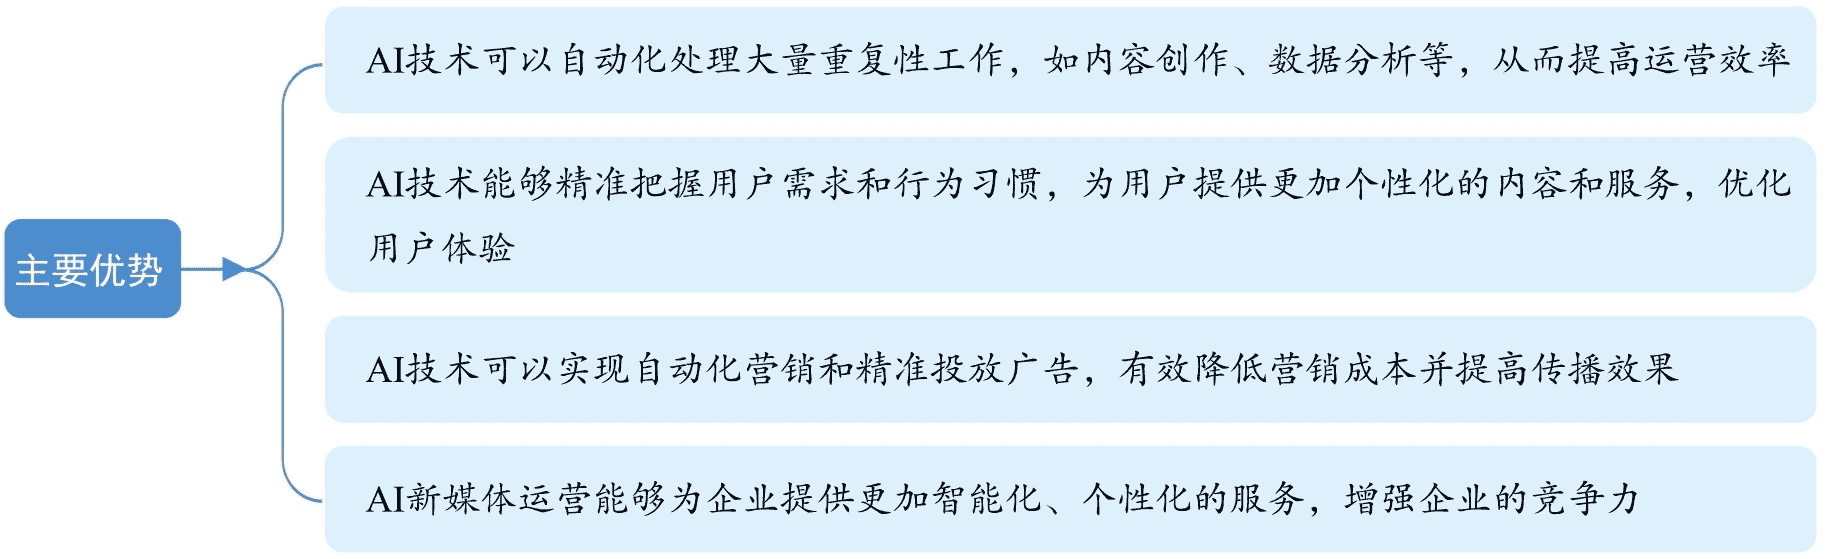 AI技术可以自动化处理大量重复性工作，如内容创作、数据分析等，从而提高运营效率
AI技术能够精准把握用户需求和行为习惯，为用户提供更加个性化的内容和服务，优化
用户体验
主要优势
AI技术可以实现自动化营销和精准投放广告，有效降低营销成本并提高传播效果
AI新媒体运营能够为企业提供更加智能化、个性化的服务，增强企业的竞争力